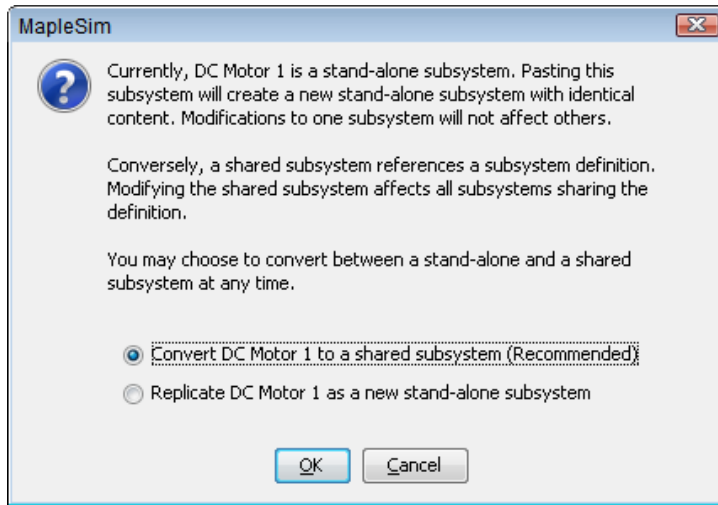 MapleSim
Currently, DC Motor 1 is a stand-alone subsystem. Pasting this
subsystem will create a new stand-alone subsystem with identical
content. Modifications to one subsystem will not affect others.
Conversely, a shared subsystem references a subsystem definition.
Modifying the shared subsystem affects all subsystems sharing the
definition.
You may choose to convert between a stand-alone and a shared
subsystem at any time.
Convert DC Motor 1 to a shared subsystem (Recommended)
Replicate DC Motor 1 as a new stand-alone subsystem
OK
Cancel